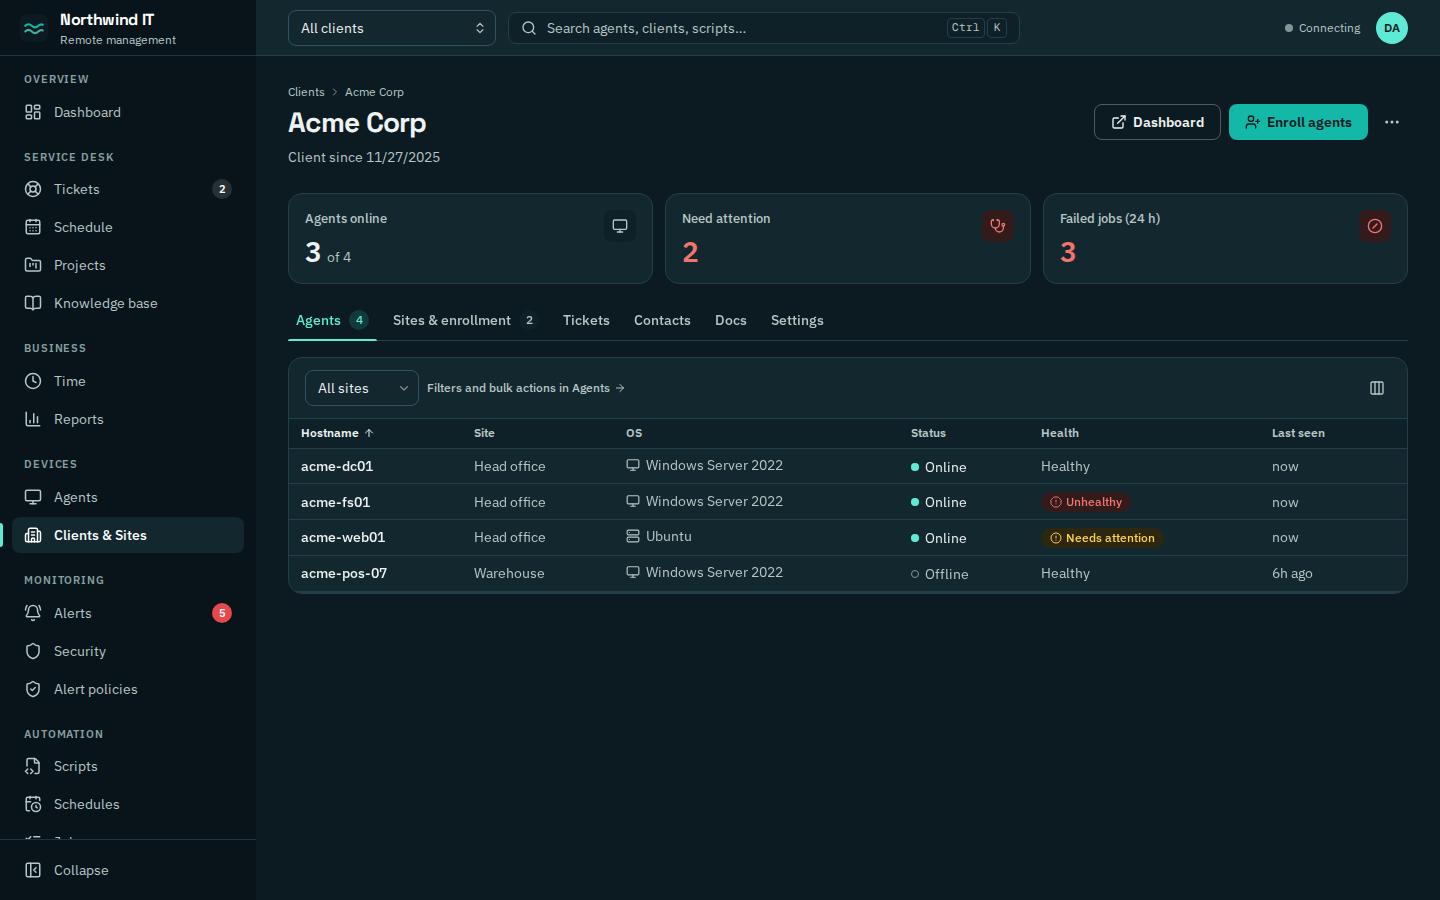 Northwind IT
Remote management
All clients
Search agents, clients, scripts...
Ctrl K
Connecting
DA
OVERVIEW
Dashboard
SERVICE DESK
Tickets 2
Schedule
Projects
Knowledge base
BUSINESS
Time
Reports
DEVICES
Agents
Clients & Sites
MONITORING
Alerts 5
Security
Alert policies
AUTOMATION
Scripts
Schedules
Collapse
Clients > Acme Corp
Acme Corp
Client since 11/27/2025
Dashboard
Enroll agents
Agents online
3 of 4
Need attention
2
Failed jobs (24 h)
3
Agents 4 Sites & enrollment 2 Tickets Contacts Docs Settings
All sites Filters and bulk actions in Agents →
Hostname ↑ Site OS Status Health Last seen
acme-dc01 Head office Windows Server 2022 Online Healthy now
acme-fs01 Head office Windows Server 2022 Online Unhealthy now
acme-web01 Head office Ubuntu Online Needs attention now
acme-pos-07 Warehouse Windows Server 2022 Offline Healthy 6h ago